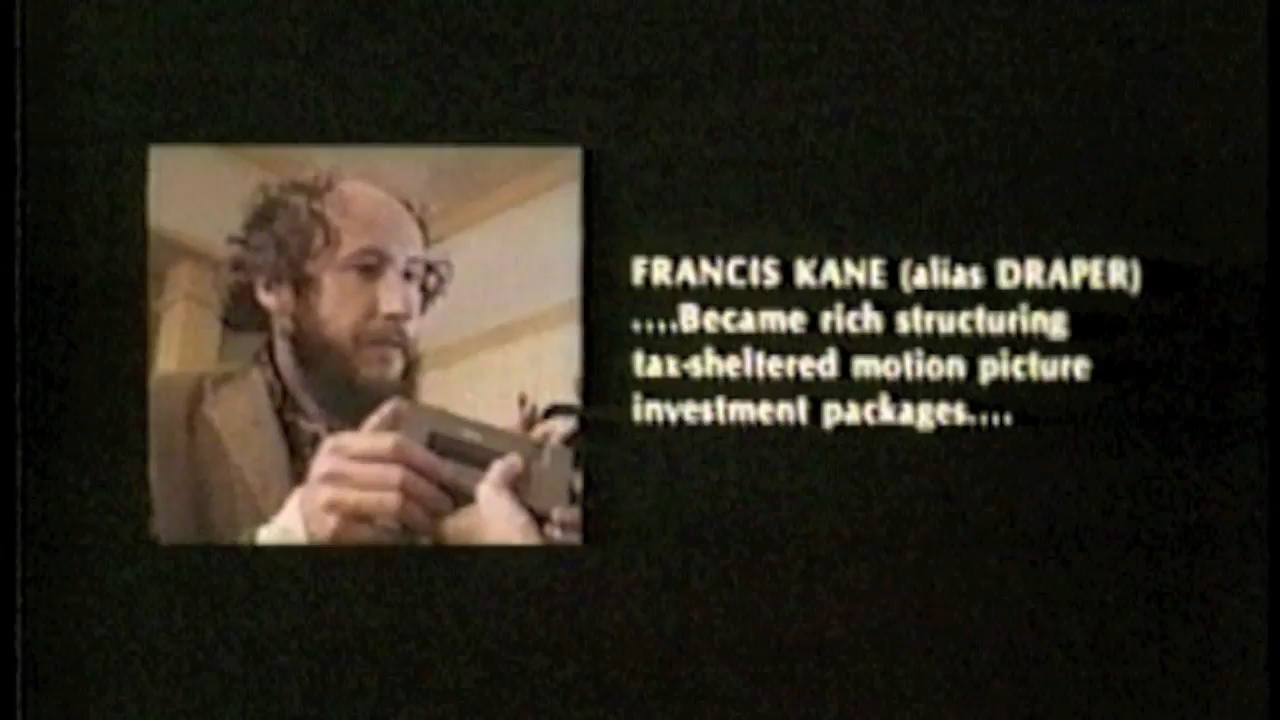 FRANCIS KANE (alias DRAPER)
....Became rich structuring
tax-sheltered motion picture
investment packages....